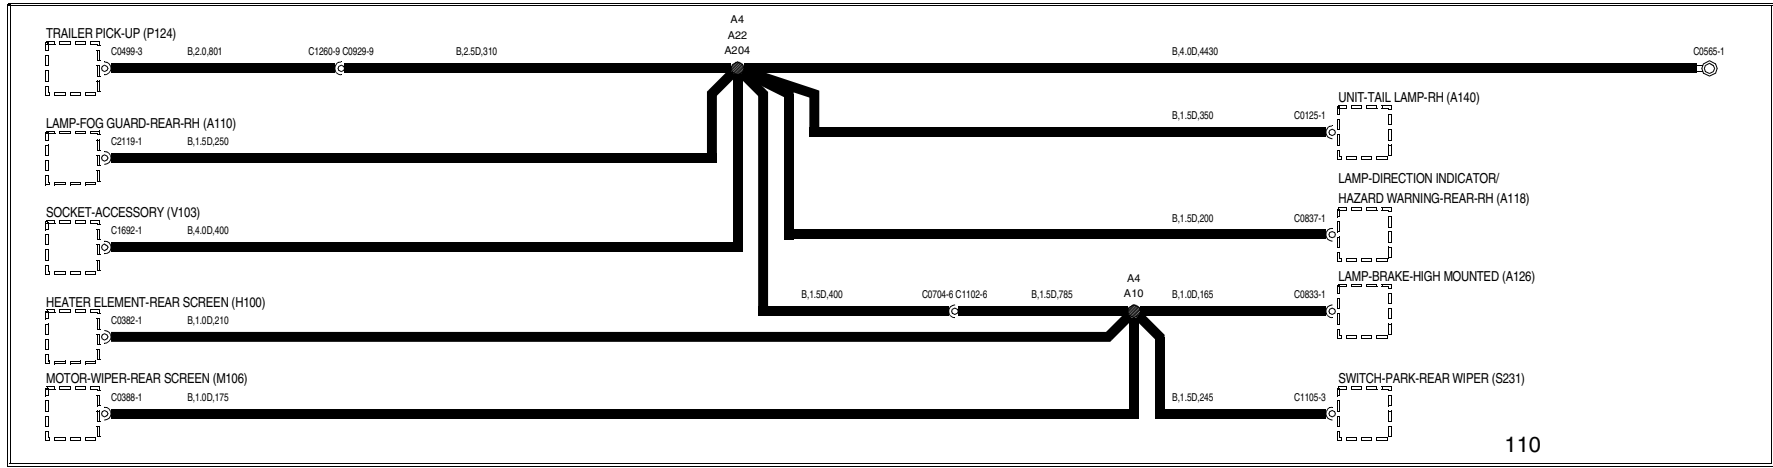 A4
A22
A204
TRAILER PICK-UP (P124)
C0499-3 B,2.0,801 C1260-9 C0929-9 B,2.5D,310 B,4.0D,4430 C0565-1
UNIT-TAIL LAMP-RH (A140)
B,1.5D,350 C0125-1
LAMP-FOG GUARD-REAR-RH (A110)
C2119-1 B,1.5D,250
LAMP-DIRECTION INDICATOR/
HAZARD WARNING-REAR-RH (A118)
B,1.5D,200 C0837-1
SOCKET-ACCESSORY (V103)
C1692-1 B,4.0D,400
LAMP-BRAKE-HIGH MOUNTED (A126)
A4
A10
B,1.5D,400 C0704-6 C1102-6 B,1.5D,785 B,1.0D,165 C0833-1
HEATER ELEMENT-REAR SCREEN (H100)
C0382-1 B,1.0D,210
MOTOR-WIPER-REAR SCREEN (M106)
C0388-1 B,1.0D,175
SWITCH-PARK-REAR WIPER (S231)
B,1.5D,245 C1105-3
110